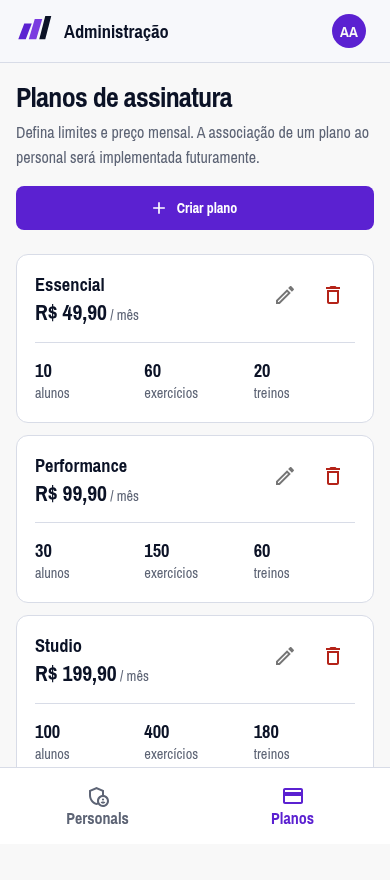 Administração
AA
Planos de assinatura
Defina limites e preço mensal. A associação de um plano ao
personal será implementada futuramente.
Criar plano
Essencial
R$ 49,90 / mês
10 60 20
alunos exercícios treinos
Performance
R$ 99,90 / mês
30 150 60
alunos exercícios treinos
Studio
R$ 199,90 / mês
100 400 180
alunos exercícios treinos
Personals Planos